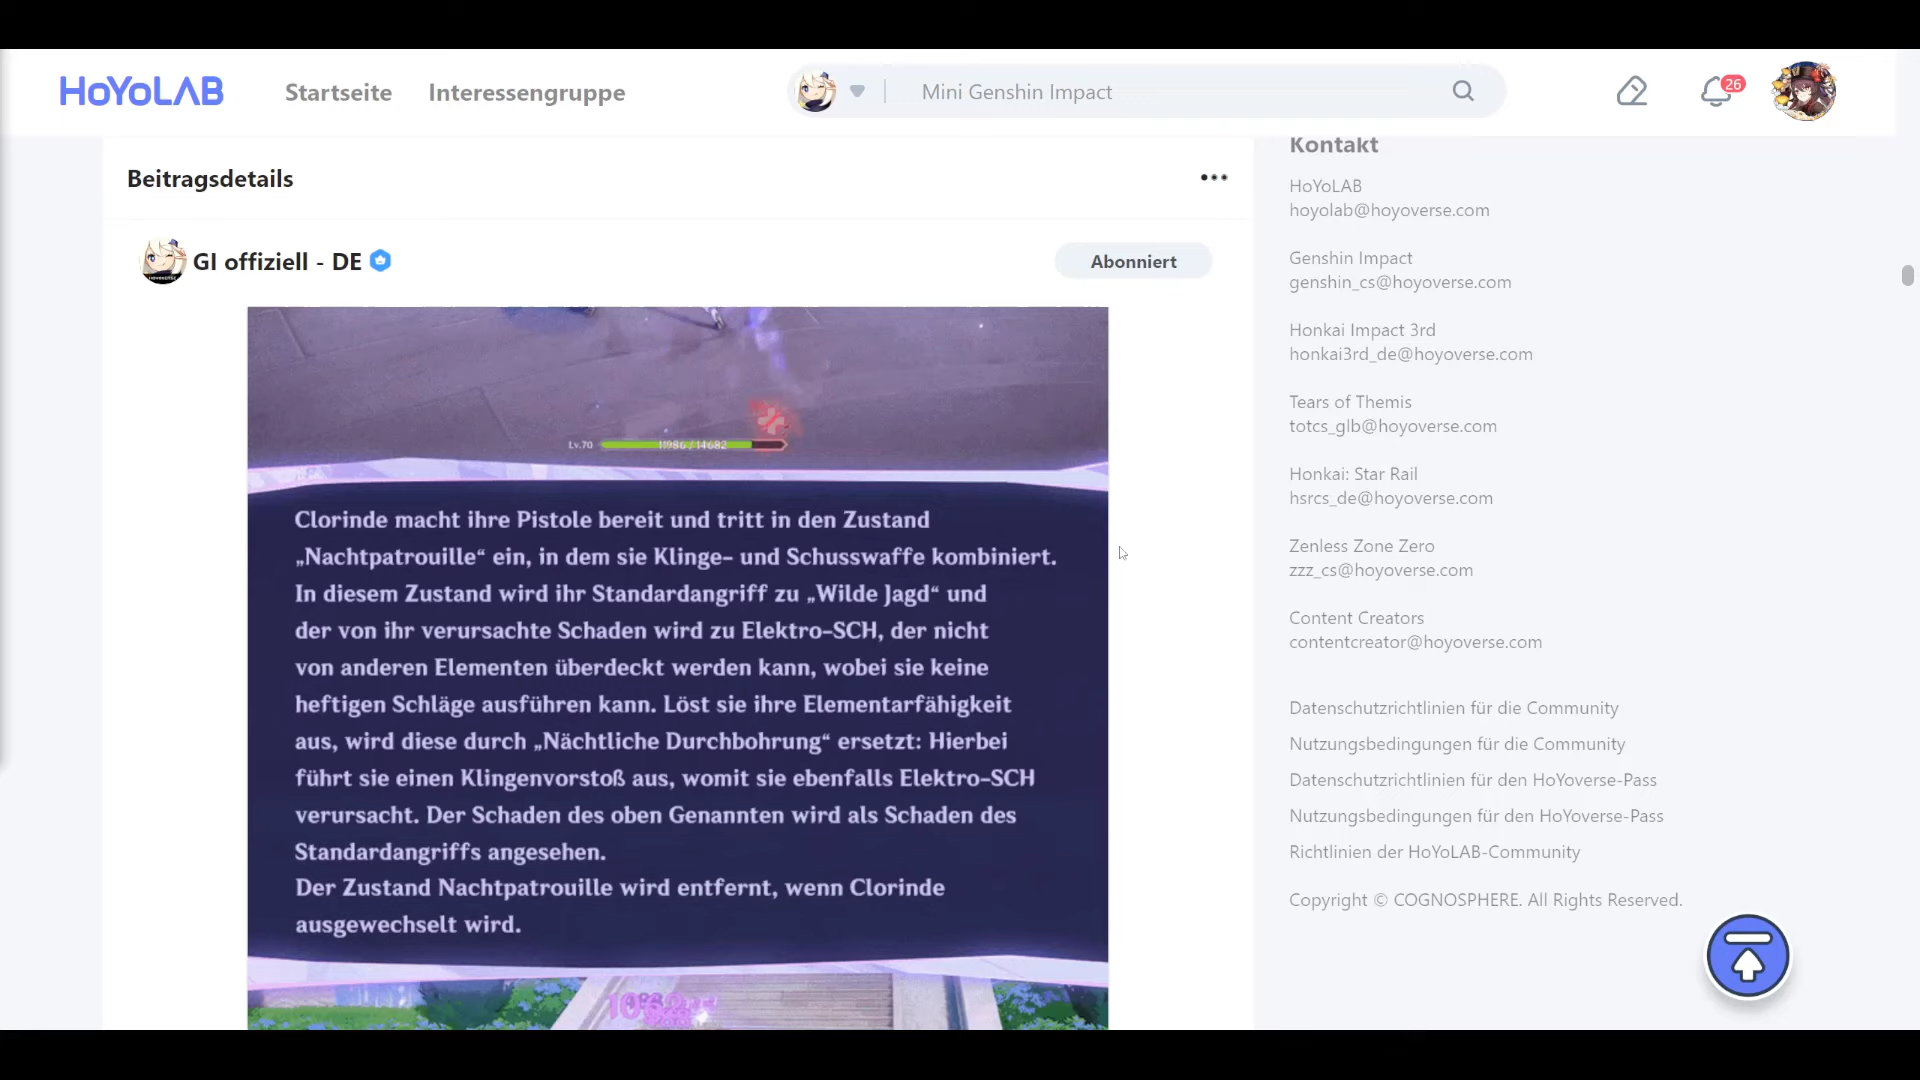 HoYoLAB
Startseite
Interessengruppe
Mini Genshin Impact
26
Beitragsdetails
GI offiziell - DE
Abonniert
Lv.70
11986 / 14682
Clorinde macht ihre Pistole bereit und tritt in den Zustand
„Nachtpatrouille“ ein, in dem sie Klinge- und Schusswaffe kombiniert.
In diesem Zustand wird ihr Standardangriff zu „Wilde Jagd“ und
der von ihr verursachte Schaden wird zu Elektro-SCH, der nicht
von anderen Elementen überdeckt werden kann, wobei sie keine
heftigen Schläge ausführen kann. Löst sie ihre Elementarfähigkeit
aus, wird diese durch „Nächtliche Durchbohrung“ ersetzt: Hierbei
führt sie einen Klingenvorstoß aus, womit sie ebenfalls Elektro-SCH
verursacht. Der Schaden des oben Genannten wird als Schaden des
Standardangriffs angesehen.
Der Zustand Nachtpatrouille wird entfernt, wenn Clorinde
ausgewechselt wird.
Kontakt
HoYoLAB
hoyolab@hoyoverse.com
Genshin Impact
genshin_cs@hoyoverse.com
Honkai Impact 3rd
honkai3rd_de@hoyoverse.com
Tears of Themis
totcs_glb@hoyoverse.com
Honkai: Star Rail
hsrcs_de@hoyoverse.com
Zenless Zone Zero
zzz_cs@hoyoverse.com
Content Creators
contentcreator@hoyoverse.com
Datenschutzrichtlinien für die Community
Nutzungsbedingungen für die Community
Datenschutzrichtlinien für den HoYoverse-Pass
Nutzungsbedingungen für den HoYoverse-Pass
Richtlinien der HoYoLAB-Community
Copyright © COGNOSPHERE. All Rights Reserved.